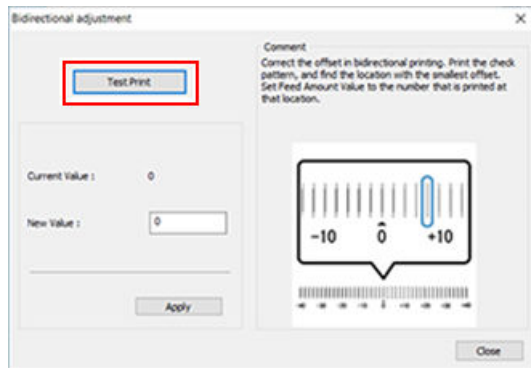 Bidirectional adjustment
Test Print
Current Value :
0
New Value :
0
Apply
Comment
Correct the offset in bidirectional printing. Print the check
pattern, and find the location with the smallest offset.
Set Feed Amount Value to the number that is printed at
that location.
-10 0 +10
Close